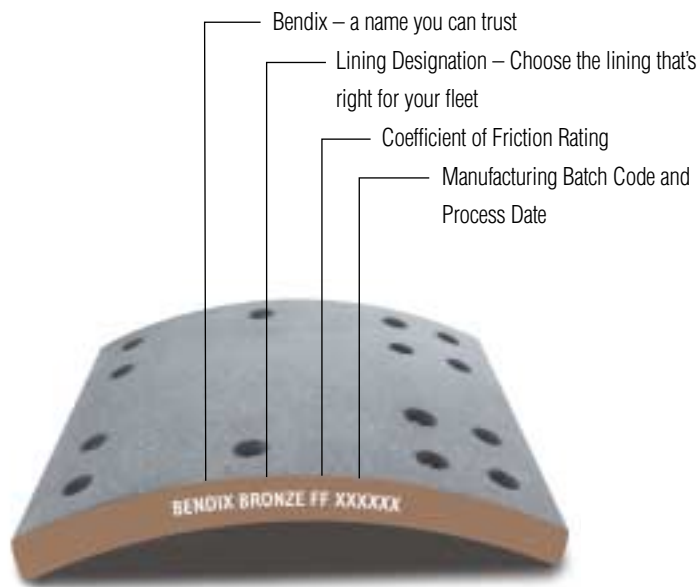 Bendix – a name you can trust
Lining Designation – Choose the lining that's
right for your fleet
Coefficient of Friction Rating
Manufacturing Batch Code and
Process Date
BENDIX BRONZE FF XXXXXX